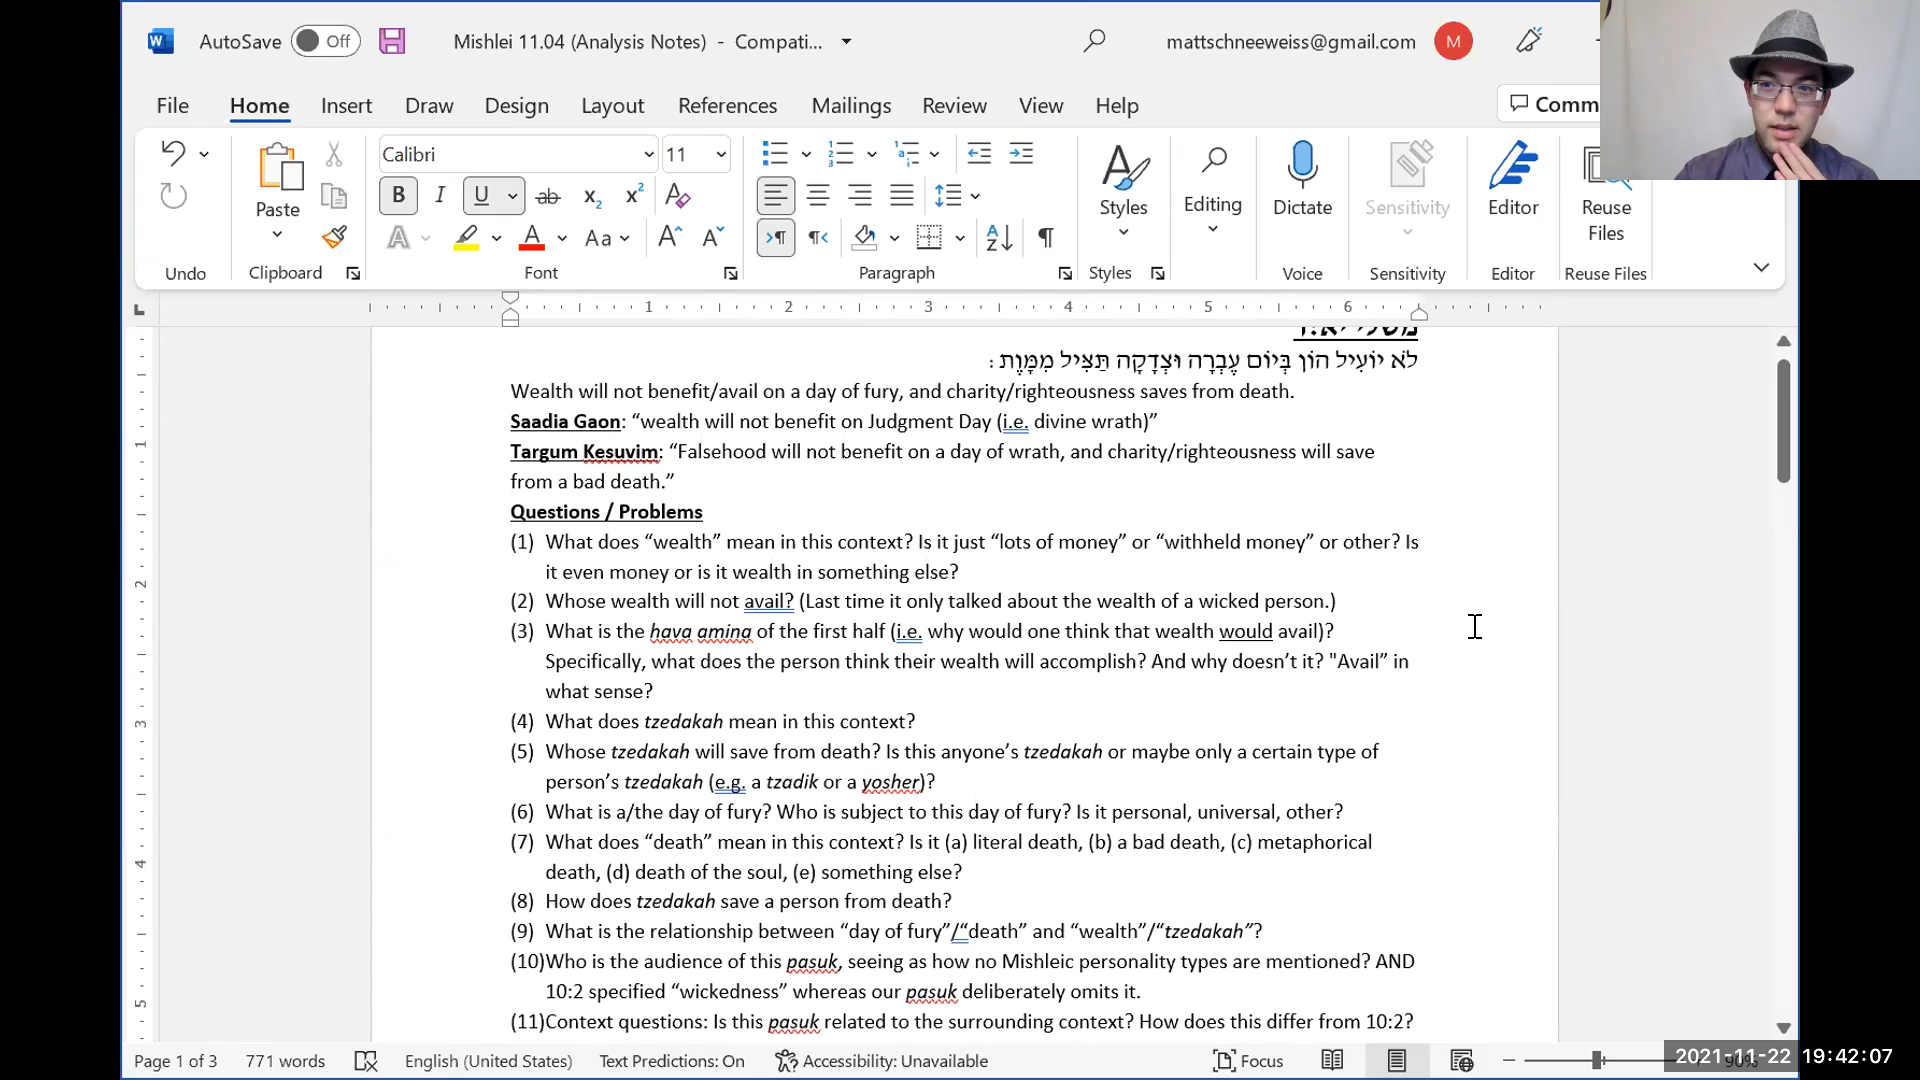 AutoSave Off Mishlei 11.04 (Analysis Notes) - Compati... mattschneeweiss@gmail.com M
File Home Insert Draw Design Layout References Mailings Review View Help Comm
Calibri 11
Paste Styles Editing Dictate Sensitivity Editor Reuse Files
Undo Clipboard Font Paragraph Styles Voice Sensitivity Editor Reuse Files
1 2 3 4 5 6
משלי יא:ד
לֹא יוֹעִיל הוֹן בְּיוֹם עֶבְרָה וּצְדָקָה תַּצִּיל מִמָּוֶת :
Wealth will not benefit/avail on a day of fury, and charity/righteousness saves from death.
Saadia Gaon: “wealth will not benefit on Judgment Day (i.e. divine wrath)”
Targum Kesuvim: “Falsehood will not benefit on a day of wrath, and charity/righteousness will save
from a bad death.”
Questions / Problems
(1) What does “wealth” mean in this context? Is it just “lots of money” or “withheld money” or other? Is
it even money or is it wealth in something else?
(2) Whose wealth will not avail? (Last time it only talked about the wealth of a wicked person.)
(3) What is the hava amina of the first half (i.e. why would one think that wealth would avail)?
Specifically, what does the person think their wealth will accomplish? And why doesn’t it? "Avail” in
what sense?
(4) What does tzedakah mean in this context?
(5) Whose tzedakah will save from death? Is this anyone’s tzedakah or maybe only a certain type of
person’s tzedakah (e.g. a tzadik or a yosher)?
(6) What is a/the day of fury? Who is subject to this day of fury? Is it personal, universal, other?
(7) What does “death” mean in this context? Is it (a) literal death, (b) a bad death, (c) metaphorical
death, (d) death of the soul, (e) something else?
(8) How does tzedakah save a person from death?
(9) What is the relationship between “day of fury”/“death” and “wealth”/“tzedakah”?
(10)Who is the audience of this pasuk, seeing as how no Mishleic personality types are mentioned? AND
10:2 specified “wickedness” whereas our pasuk deliberately omits it.
(11)Context questions: Is this pasuk related to the surrounding context? How does this differ from 10:2?
Page 1 of 3 771 words English (United States) Text Predictions: On Accessibility: Unavailable Focus
2021-11-22 19:42:07